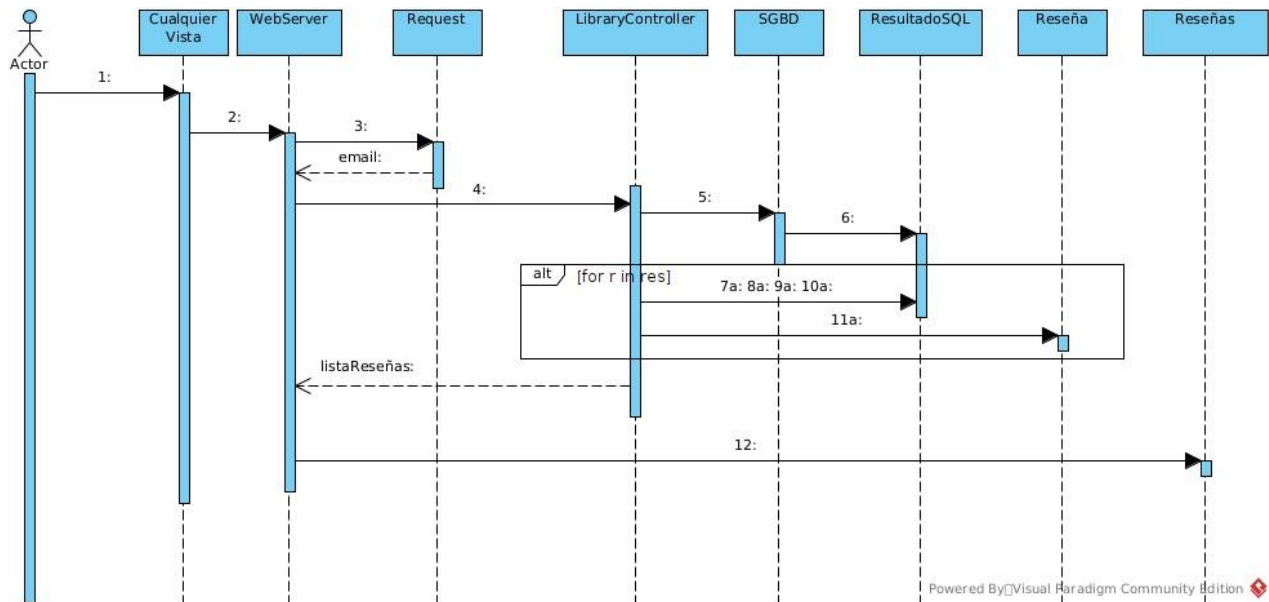 Cualquier
Vista
WebServer
Request
LibraryController
SGBD
ResultadoSQL
Reseña
Reseñas
Actor
1:
2:
3:
email:
4:
5:
6:
alt
[for r in res]
7a: 8a: 9a: 10a:
11a:
listaReseñas:
12:
Powered By▯Visual Paradigm Community Edition